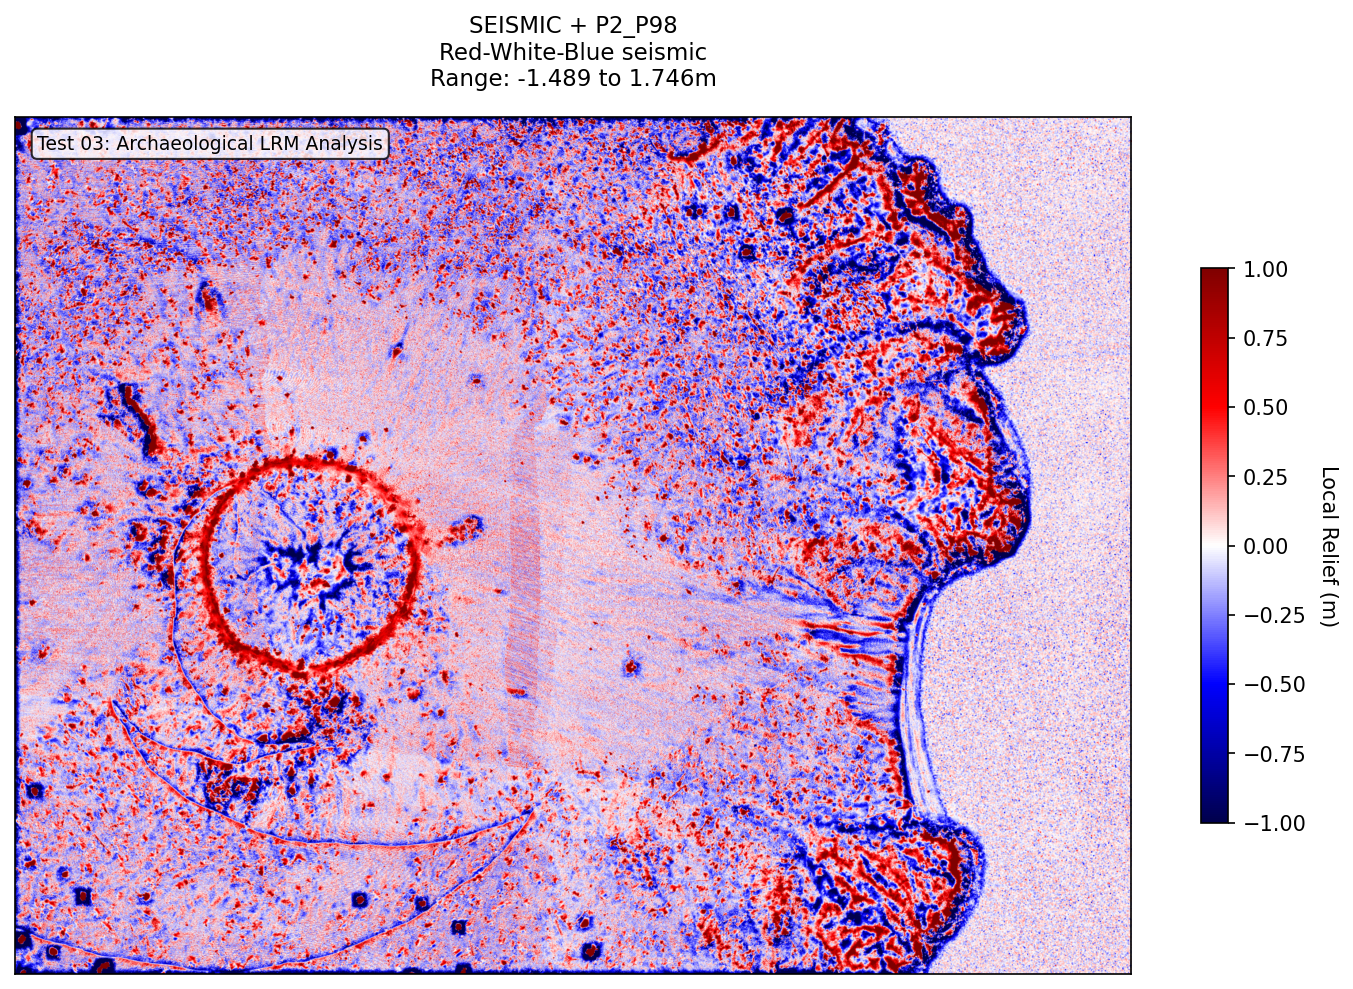 SEISMIC + P2_P98
Red-White-Blue seismic
Range: -1.489 to 1.746m
Test 03: Archaeological LRM Analysis
1.00
0.75
0.50
0.25
0.00
−0.25
−0.50
−0.75
−1.00
Local Relief (m)